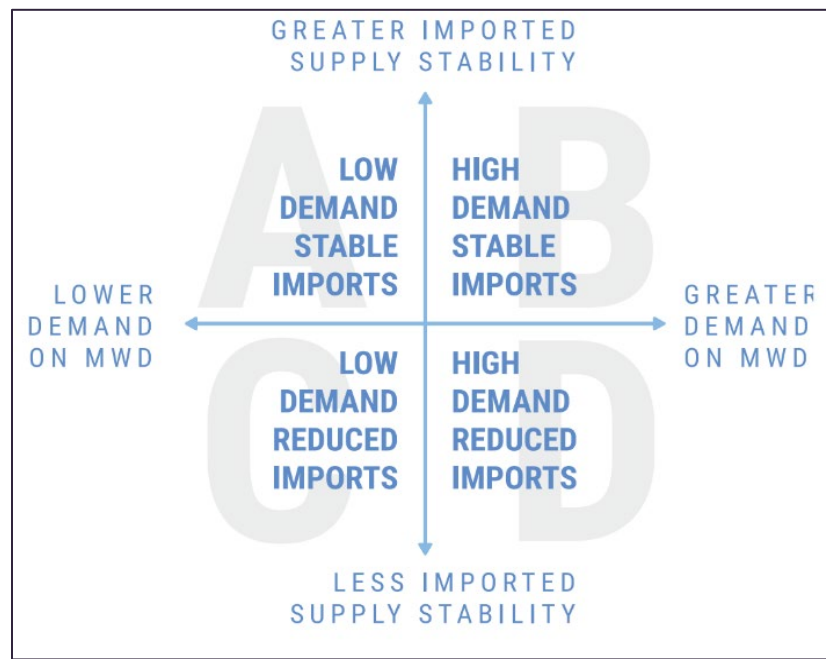 GREATER IMPORTED
SUPPLY STABILITY
A
LOW
DEMAND
STABLE
IMPORTS
B
HIGH
DEMAND
STABLE
IMPORTS
LOWER
DEMAND
ON MWD
GREATER
DEMAND
ON MWD
C
LOW
DEMAND
REDUCED
IMPORTS
D
HIGH
DEMAND
REDUCED
IMPORTS
LESS IMPORTED
SUPPLY STABILITY